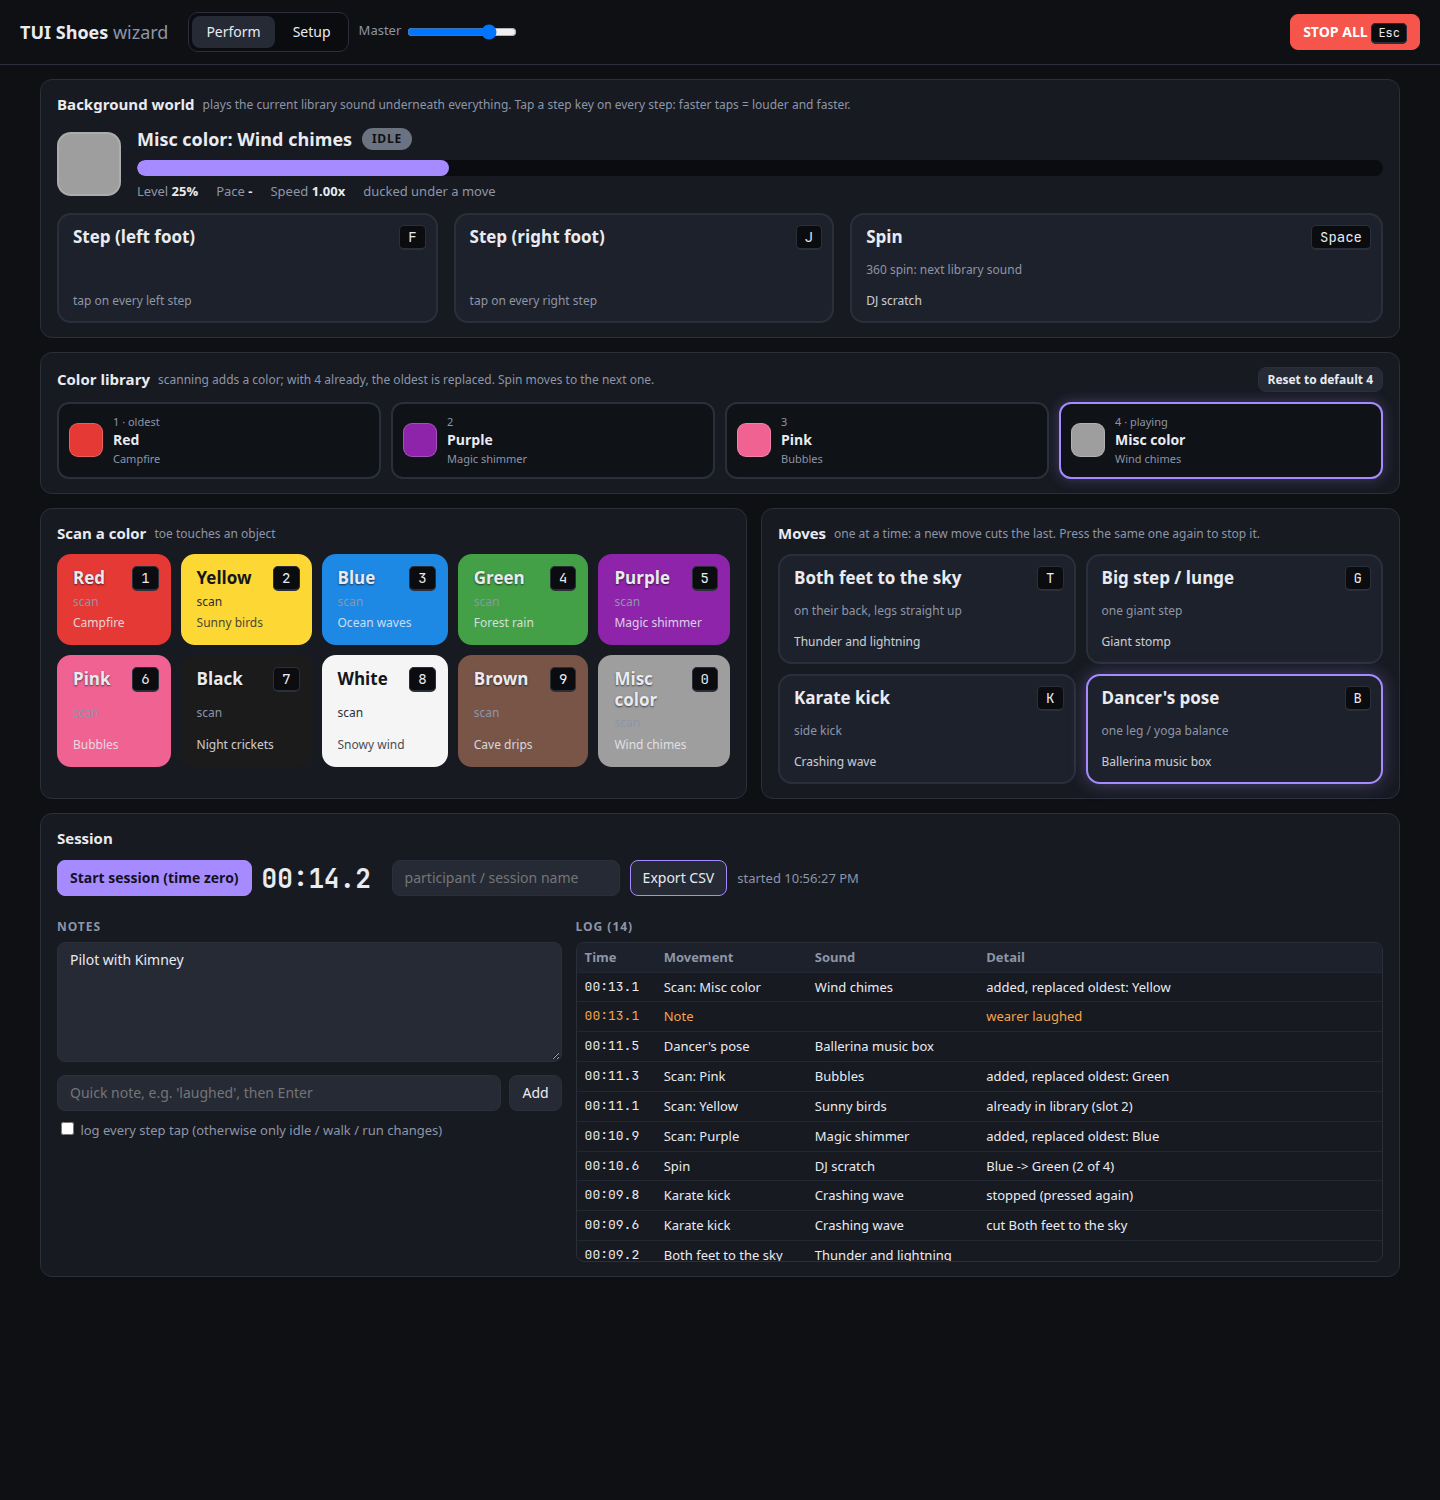 TUI Shoes wizard
Perform
Setup
Master
STOP ALL Esc
Background world plays the current library sound underneath everything. Tap a step key on every step: faster taps = louder and faster.
Misc color: Wind chimes IDLE
Level 25% Pace - Speed 1.00x ducked under a move
Step (left foot) F
tap on every left step
Step (right foot) J
tap on every right step
Spin Space
360 spin: next library sound
DJ scratch
Color library scanning adds a color; with 4 already, the oldest is replaced. Spin moves to the next one.
Reset to default 4
1 · oldest
Red
Campfire
2
Purple
Magic shimmer
3
Pink
Bubbles
4 · playing
Misc color
Wind chimes
Scan a color toe touches an object
Red 1
scan
Campfire
Yellow 2
scan
Sunny birds
Blue 3
scan
Ocean waves
Green 4
scan
Forest rain
Purple 5
scan
Magic shimmer
Pink 6
scan
Bubbles
Black 7
scan
Night crickets
White 8
scan
Snowy wind
Brown 9
scan
Cave drips
Misc color 0
scan
Wind chimes
Moves one at a time: a new move cuts the last. Press the same one again to stop it.
Both feet to the sky T
on their back, legs straight up
Thunder and lightning
Big step / lunge G
one giant step
Giant stomp
Karate kick K
side kick
Crashing wave
Dancer's pose B
one leg / yoga balance
Ballerina music box
Session
Start session (time zero) 00:14.2 participant / session name Export CSV started 10:56:27 PM
NOTES
Pilot with Kimney
Quick note, e.g. 'laughed', then Enter Add
log every step tap (otherwise only idle / walk / run changes)
LOG (14)
Time Movement Sound Detail
00:13.1 Scan: Misc color Wind chimes added, replaced oldest: Yellow
00:13.1 Note wearer laughed
00:11.5 Dancer's pose Ballerina music box
00:11.3 Scan: Pink Bubbles added, replaced oldest: Green
00:11.1 Scan: Yellow Sunny birds already in library (slot 2)
00:10.9 Scan: Purple Magic shimmer added, replaced oldest: Blue
00:10.6 Spin DJ scratch Blue -> Green (2 of 4)
00:09.8 Karate kick Crashing wave stopped (pressed again)
00:09.6 Karate kick Crashing wave cut Both feet to the sky
00:09.2 Both feet to the sky Thunder and lightning